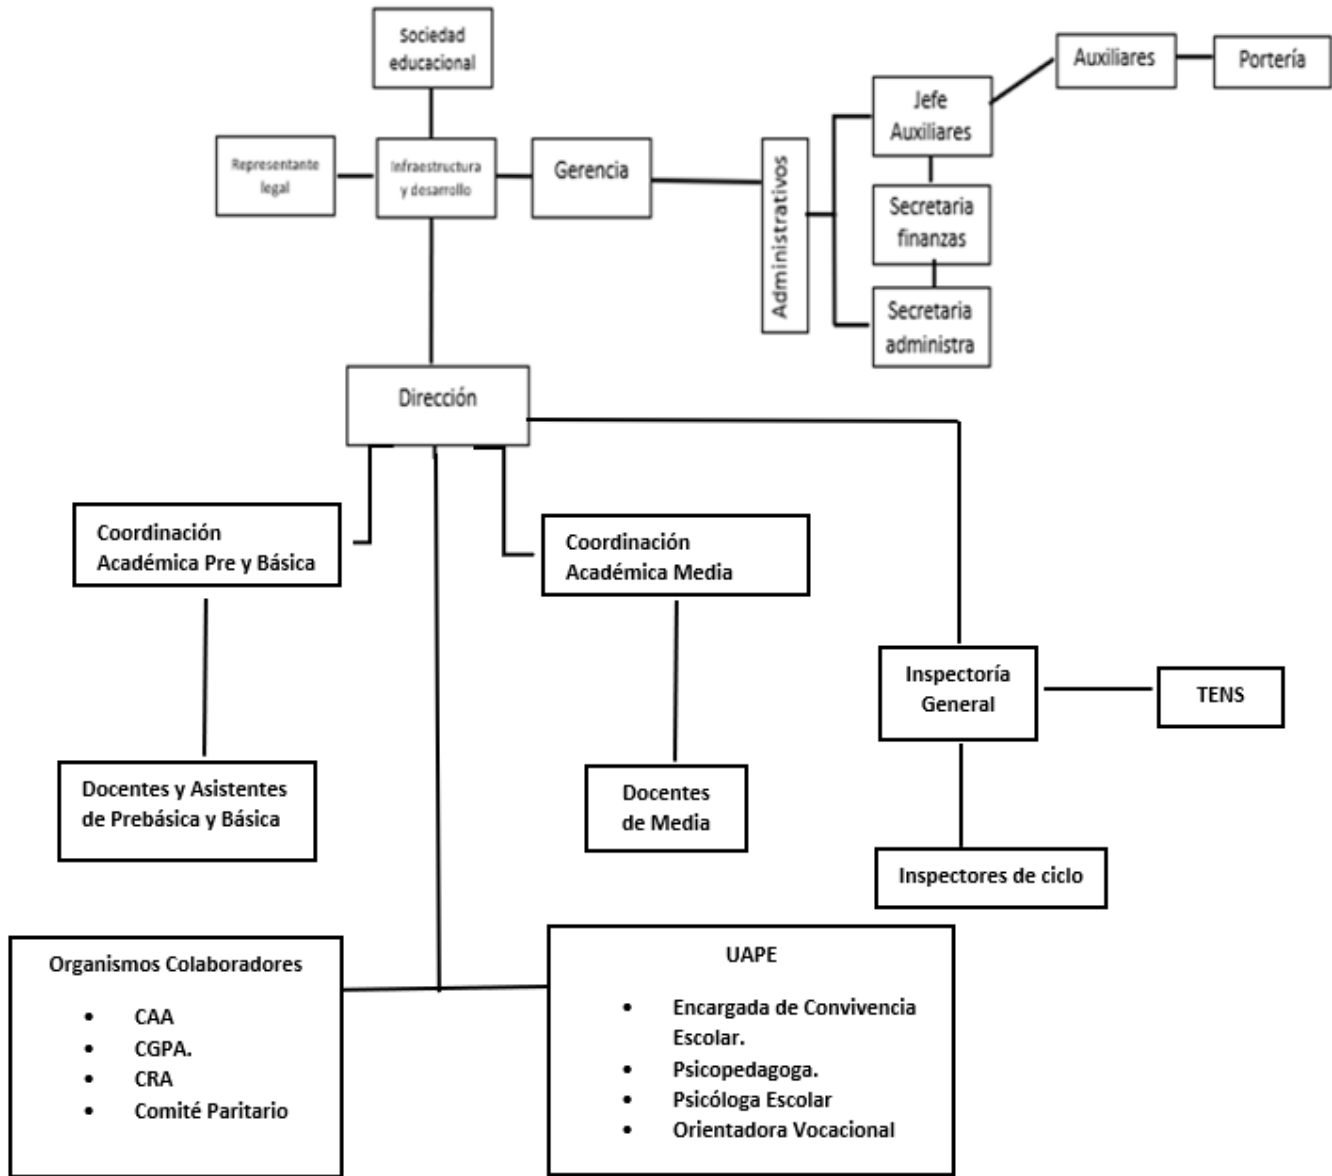 Sociedad
educacional
Auxiliares
Portería
Jefe
Auxiliares
Representante
legal
Infraestructura
y desarrollo
Gerencia
Administrativos
Secretaria
finanzas
Secretaria
administra
Dirección
Coordinación
Académica Pre y Básica
Coordinación
Académica Media
Inspectoría
General
TENS
Docentes y Asistentes
de Prebásica y Básica
Docentes
de Media
Inspectores de ciclo
Organismos Colaboradores
• CAA
• CGPA.
• CRA
• Comité Paritario
UAPE
• Encargada de Convivencia
Escolar.
• Psicopedagoga.
• Psicóloga Escolar
• Orientadora Vocacional